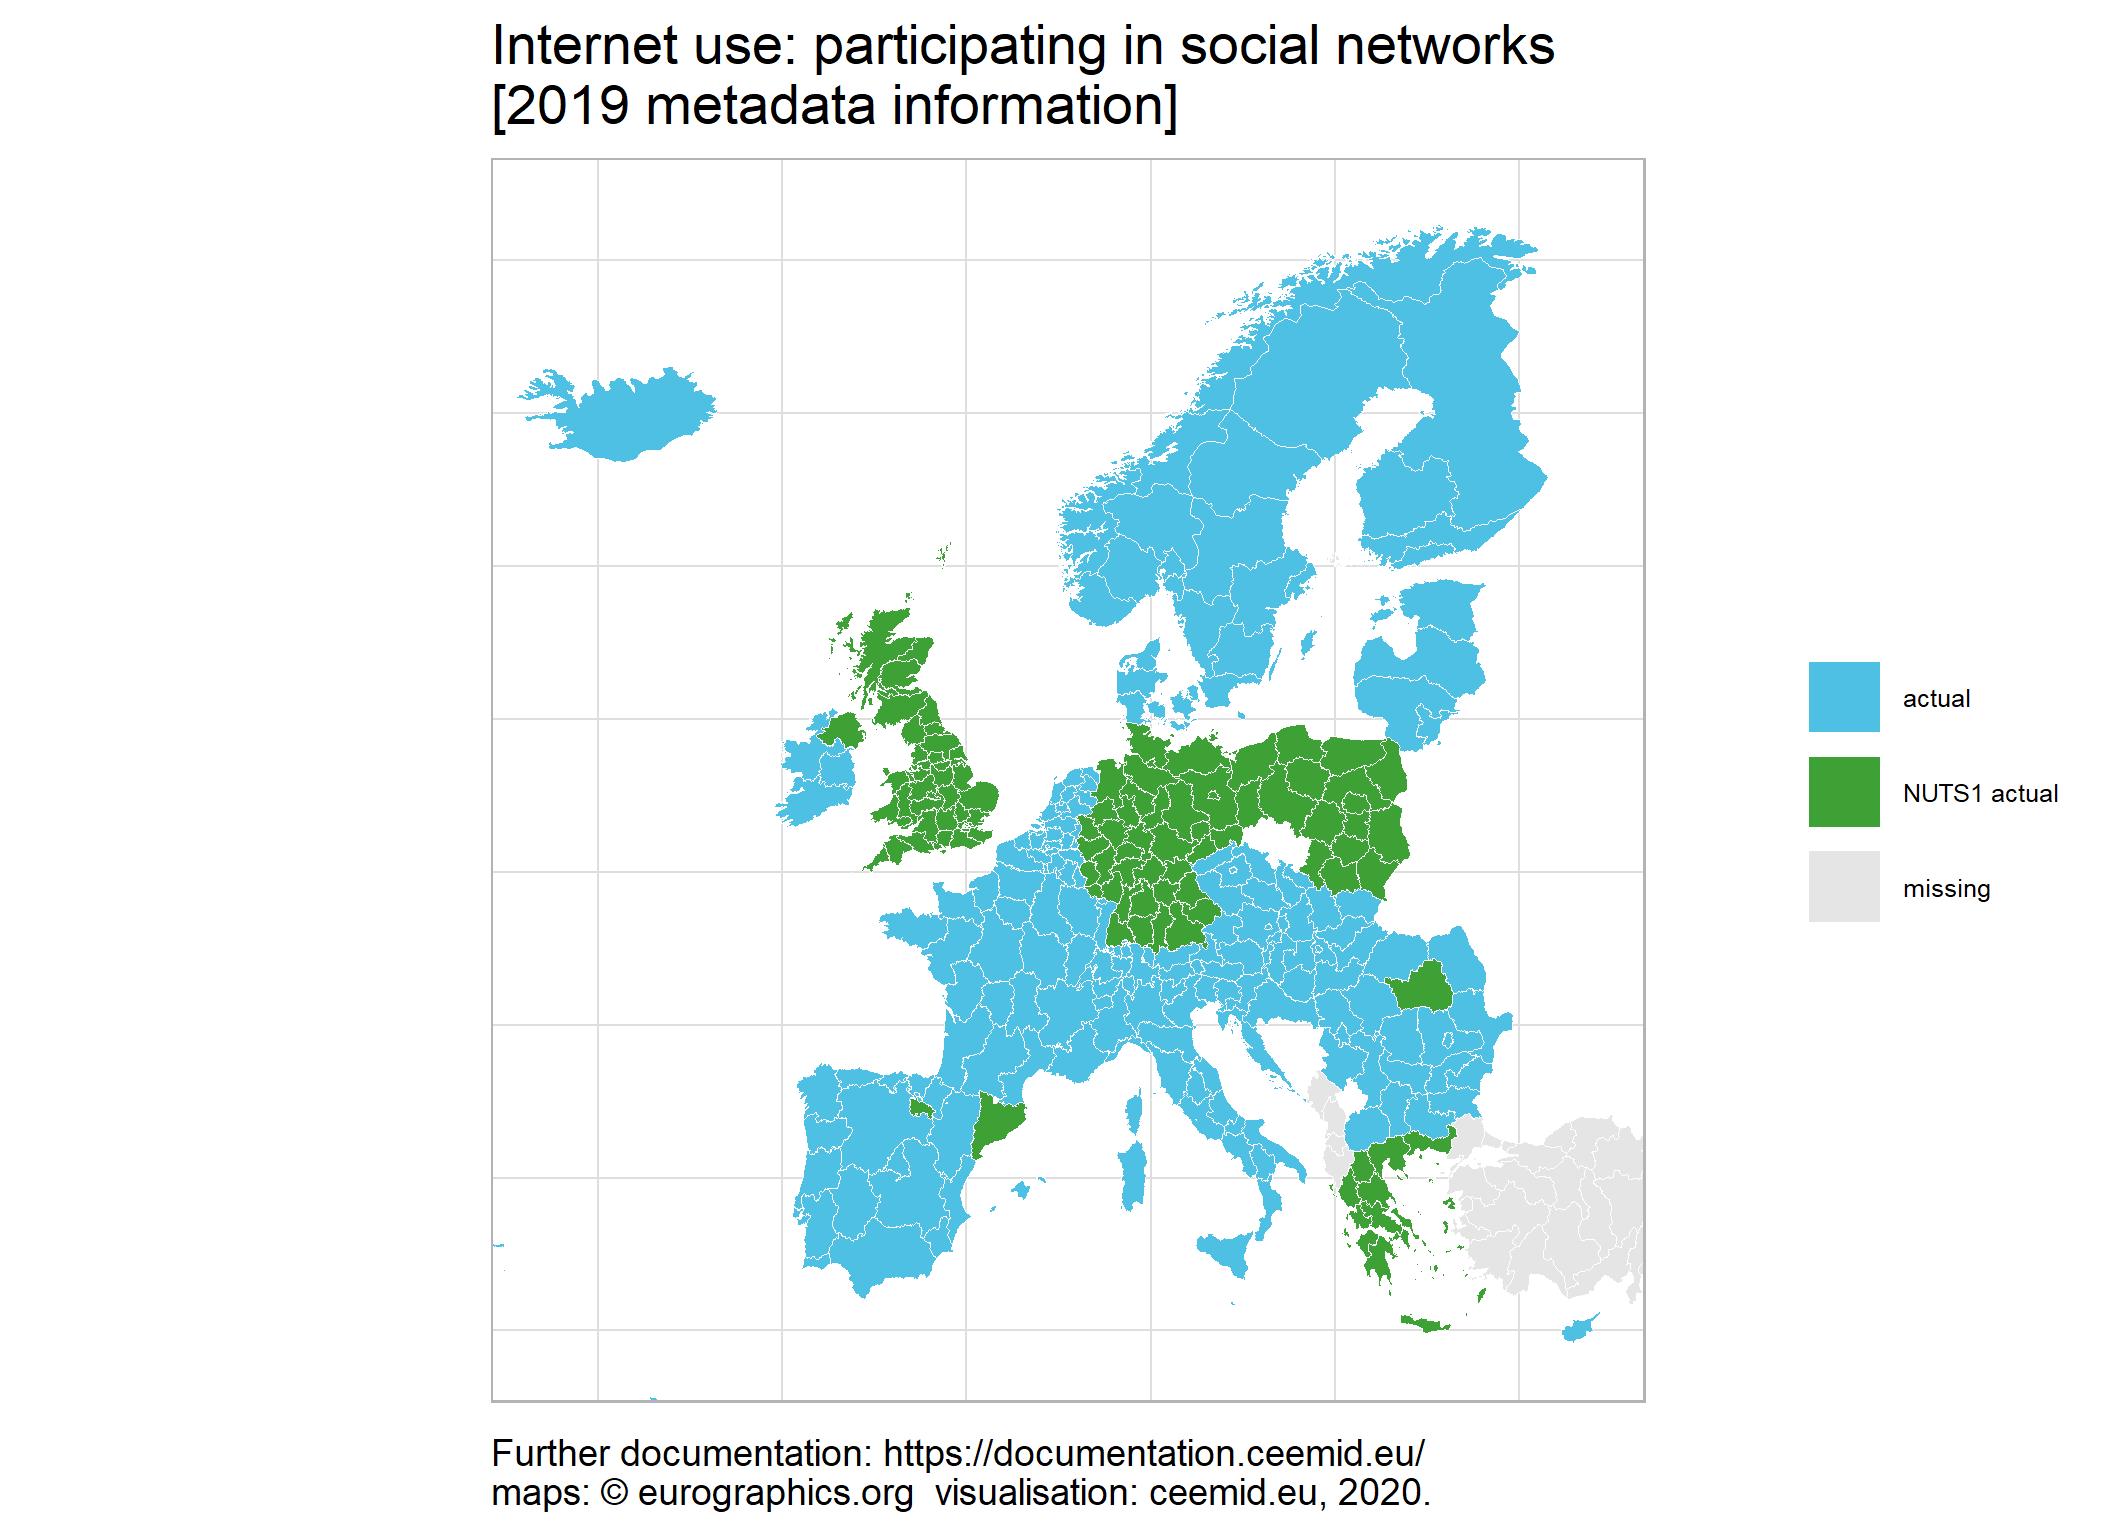 Internet use: participating in social networks
[2019 metadata information]
actual
NUTS1 actual
missing
Further documentation: https://documentation.ceemid.eu/
maps: © eurographics.org  visualisation: ceemid.eu, 2020.